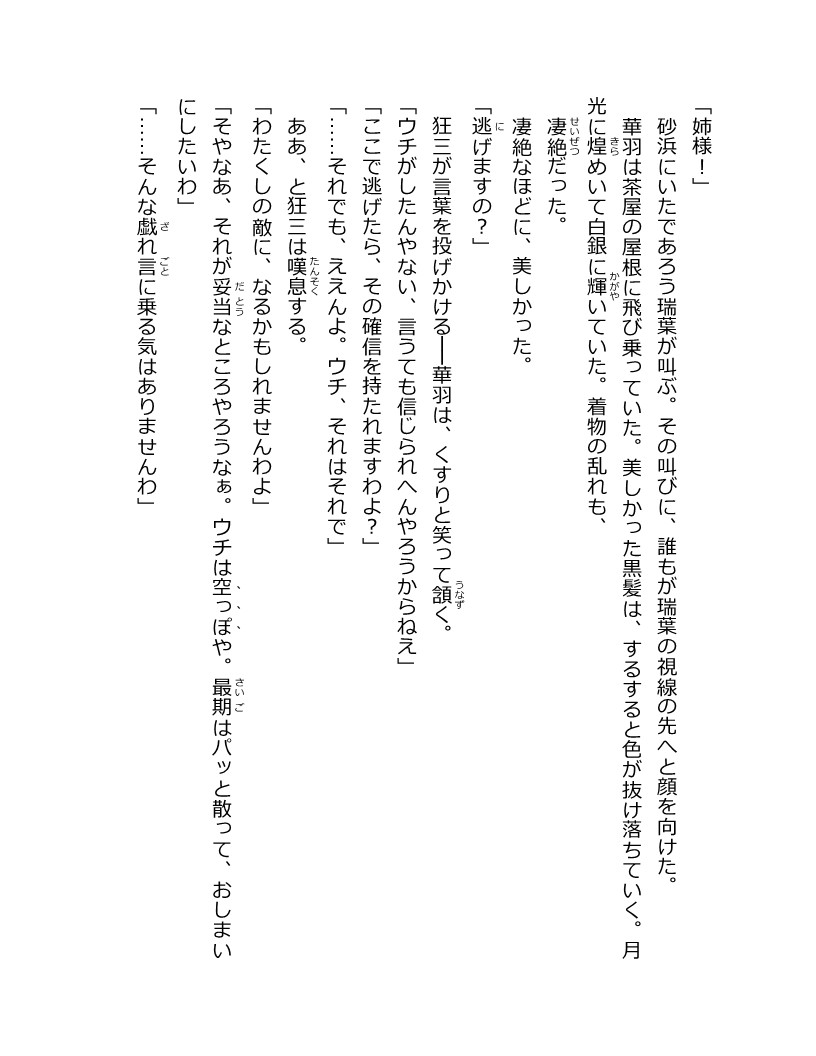 「姉様！」
砂浜にいたであろう瑞葉が叫ぶ。その叫びに、誰もが瑞葉の視線の先へと顔を向けた。
華羽は茶屋の屋根に飛び乗っていた。美しかった黒髪は、するすると色が抜け落ちていく。月
光に煌めいて白銀に輝いていた。着物の乱れも、
凄絶だった。
凄絶なほどに、美しかった。
「逃げますの？」
狂三が言葉を投げかける──華羽は、くすりと笑って頷く。
「ウチがしたんやない、言うても信じられへんやろうからねえ」
「ここで逃げたら、その確信を持たれますわよ？」
「……それでも、ええんよ。ウチ、それはそれで」
ああ、と狂三は嘆息する。
「わたくしの敵に、なるかもしれませんわよ」
「そやなあ、それが妥当なところやろうなぁ。ウチは空っぽや。最期はパッと散って、おしまい
にしたいわ」
「……そんな戯れ言に乗る気はありませんわ」